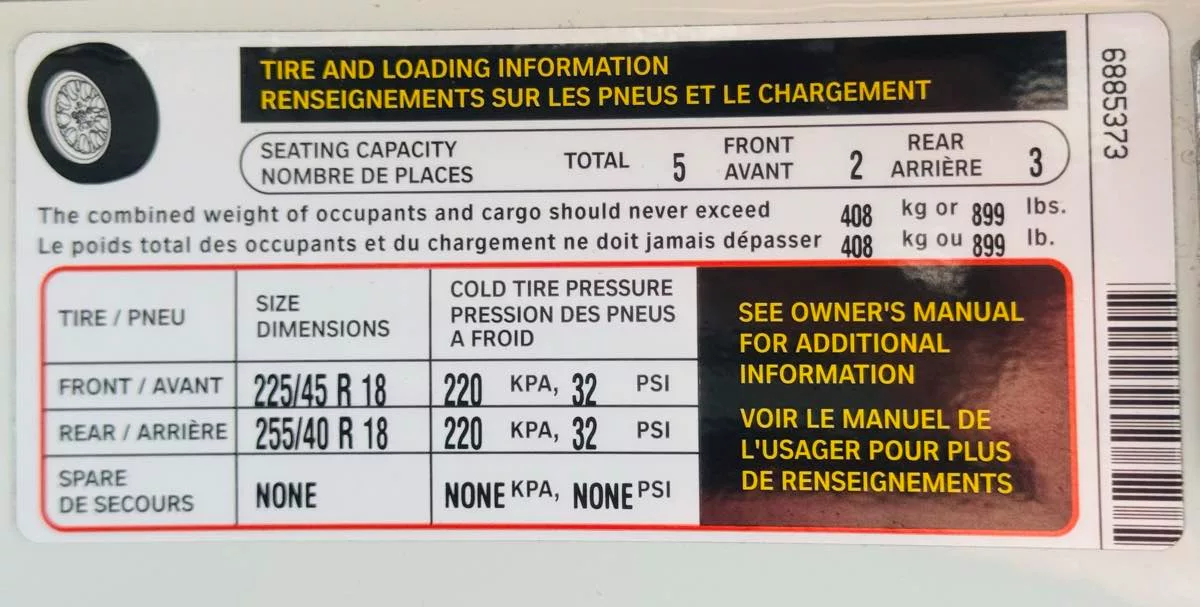 TIRE AND LOADING INFORMATION
RENSEIGNEMENTS SUR LES PNEUS ET LE CHARGEMENT
SEATING CAPACITY
NOMBRE DE PLACES
TOTAL 5
FRONT
AVANT 2
REAR
ARRIÈRE 3
The combined weight of occupants and cargo should never exceed 408 kg or 899 lbs.
Le poids total des occupants et du chargement ne doit jamais dépasser 408 kg ou 899 lb.
TIRE / PNEU
SIZE
DIMENSIONS
COLD TIRE PRESSURE
PRESSION DES PNEUS
A FROID
FRONT / AVANT 225/45 R 18 220 KPA, 32 PSI
REAR / ARRIÈRE 255/40 R 18 220 KPA, 32 PSI
SPARE
DE SECOURS NONE NONE KPA, NONE PSI
SEE OWNER'S MANUAL
FOR ADDITIONAL
INFORMATION
VOIR LE MANUEL DE
L'USAGER POUR PLUS
DE RENSEIGNEMENTS
6885373